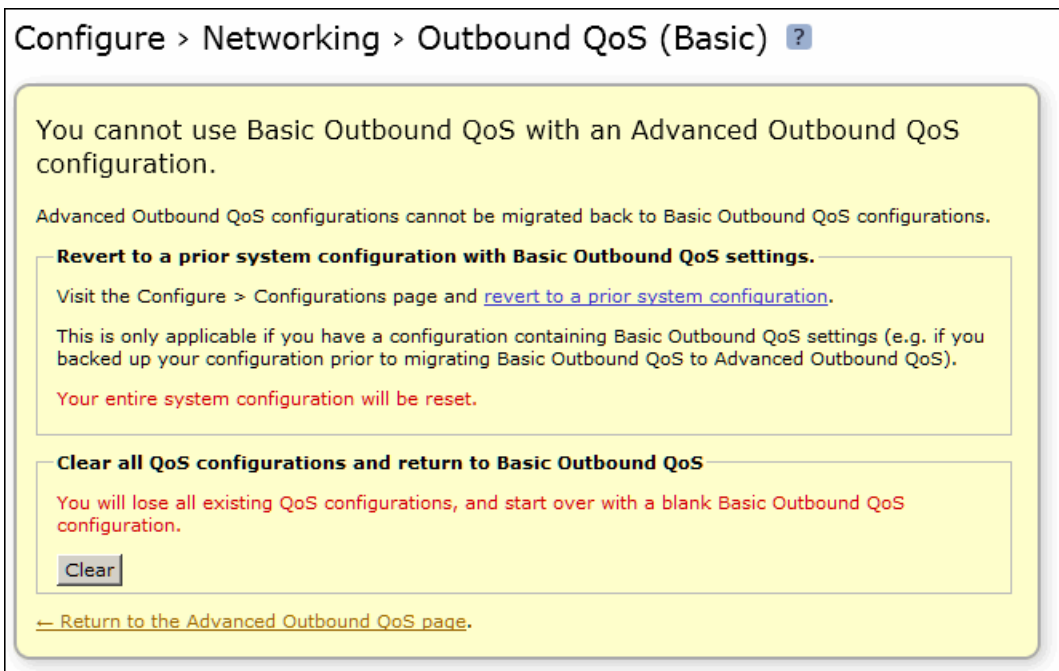 Configure > Networking > Outbound QoS (Basic) ?
You cannot use Basic Outbound QoS with an Advanced Outbound QoS
configuration.
Advanced Outbound QoS configurations cannot be migrated back to Basic Outbound QoS configurations.
Revert to a prior system configuration with Basic Outbound QoS settings.
Visit the Configure > Configurations page and revert to a prior system configuration.
This is only applicable if you have a configuration containing Basic Outbound QoS settings (e.g. if you
backed up your configuration prior to migrating Basic Outbound QoS to Advanced Outbound QoS).
Your entire system configuration will be reset.
Clear all QoS configurations and return to Basic Outbound QoS
You will lose all existing QoS configurations, and start over with a blank Basic Outbound QoS
configuration.
Clear
← Return to the Advanced Outbound QoS page.